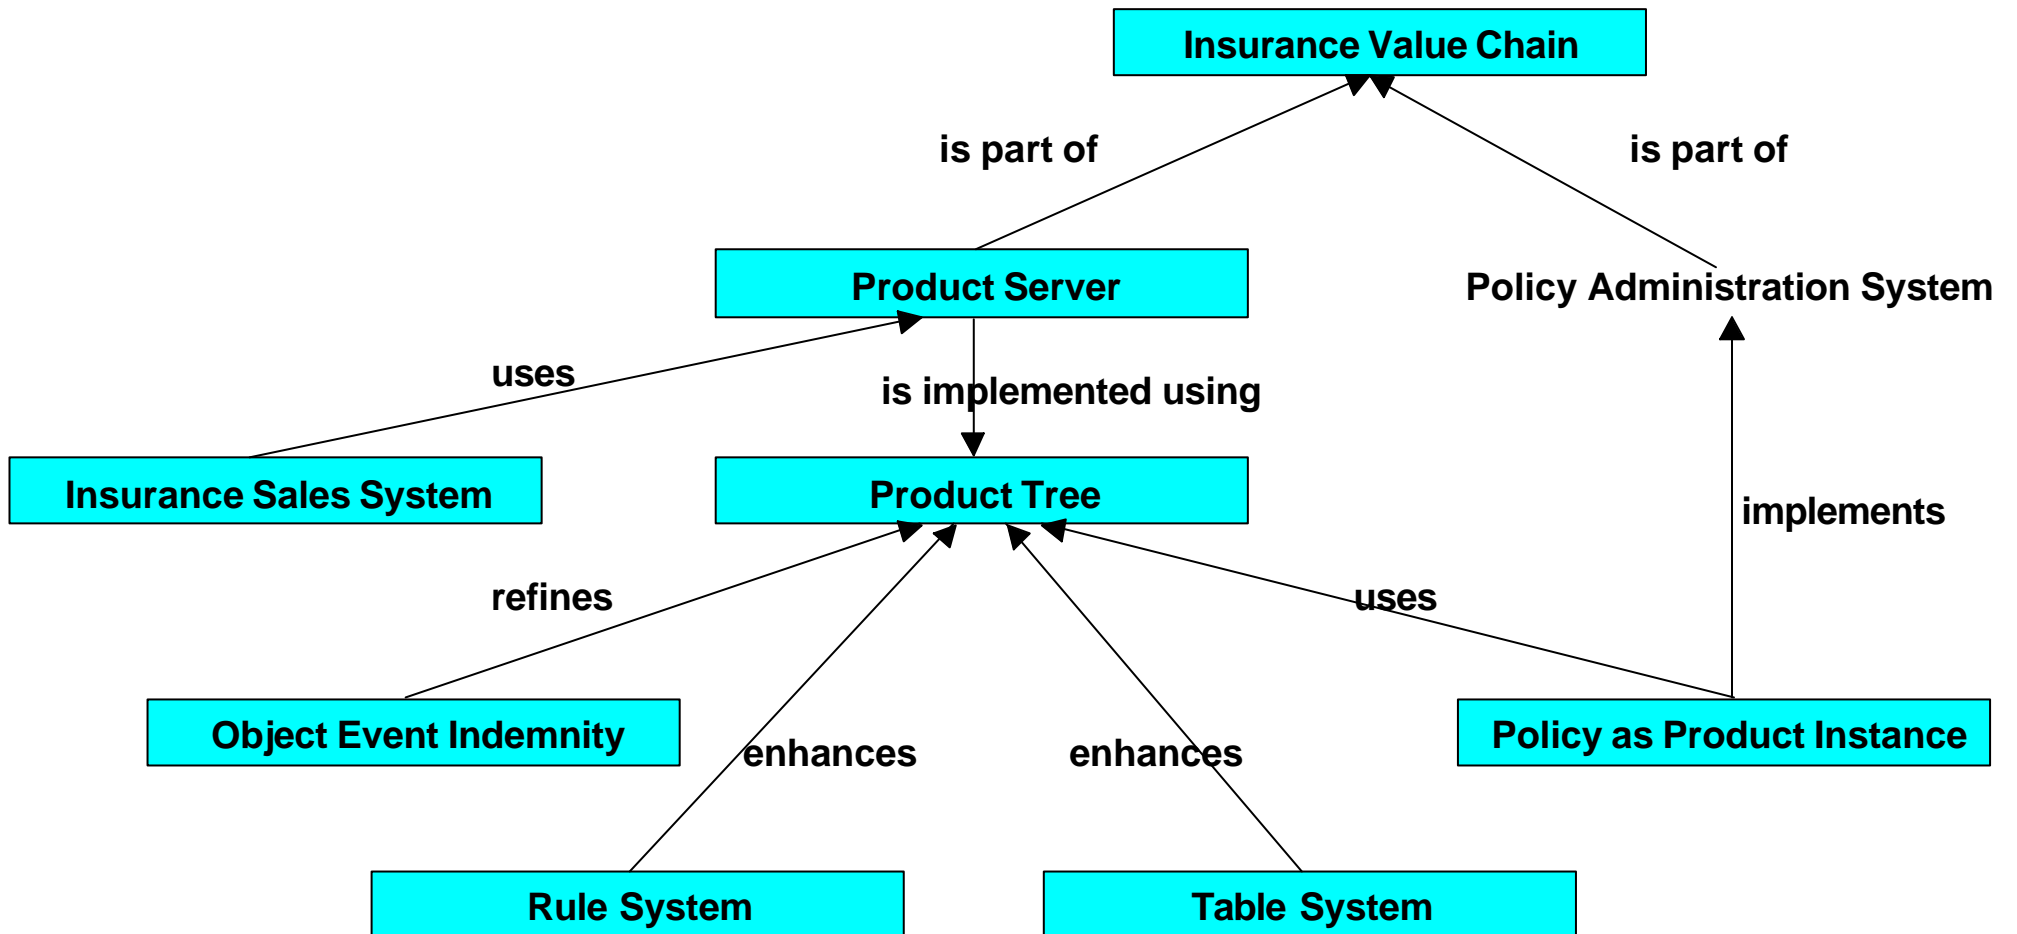 Insurance Value Chain
is part of
is part of
Product Server
Policy Administration System
uses
is implemented using
Insurance Sales System
Product Tree
implements
refines
uses
Object Event Indemnity
enhances
enhances
Policy as Product Instance
Rule System
Table System